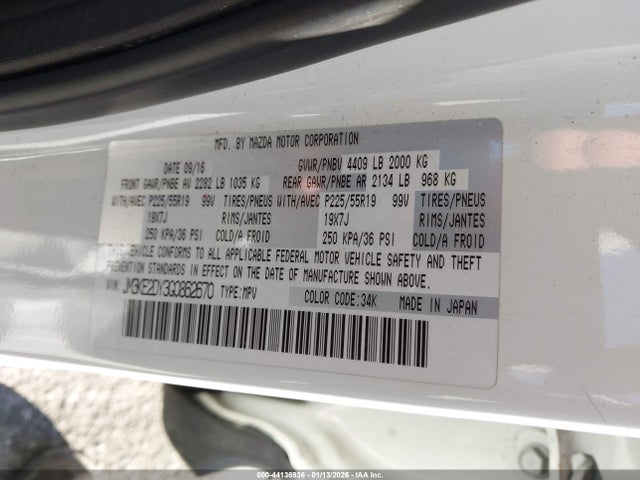 MFD. BY MAZDA MOTOR CORPORATION
DATE 09/16 GVWR/PNBV 4409 LB 2000 KG
FRONT GAWR/PNBE AV 2282 LB 1035 KG REAR GAWR/PNBE AR 2134 LB 968 KG
WITH/AVEC P225/55R19 99V TIRES/PNEUS WITH/AVEC P225/55R19 99V TIRES/PNEUS
19X7J RIMS/JANTES 19X7J RIMS/JANTES
250 KPA/36 PSI COLD/A FROID 250 KPA/36 PSI COLD/A FROID
THIS VEHICLE CONFORMS TO ALL APPLICABLE FEDERAL MOTOR VEHICLE SAFETY AND THEFT
PREVENTION STANDARDS IN EFFECT ON THE DATE OF MANUFACTURE SHOWN ABOVE.
VIN: JM3KE2DY3G0862670 TYPE:MPV COLOR CODE:34K MADE IN JAPAN
000-44136936 - 01/13/2026 - IAAI.COM